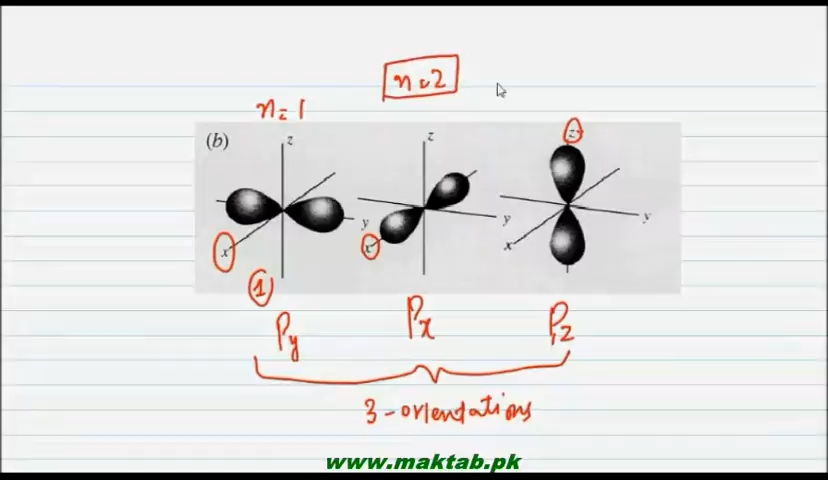 n=2
n=1
(b) z z z
y y y
x x x
1
Py Px Pz
3-orientations
www.maktab.pk